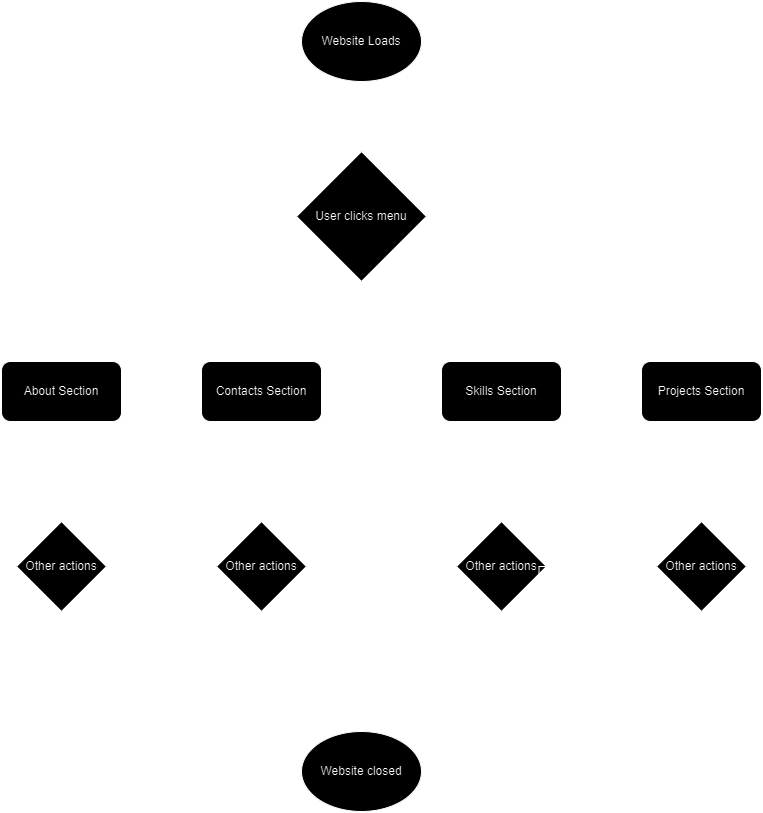 Website Loads
User clicks menu
About Section
Contacts Section
Skills Section
Projects Section
Other actions
Other actions
Other actions
Other actions
Website closed